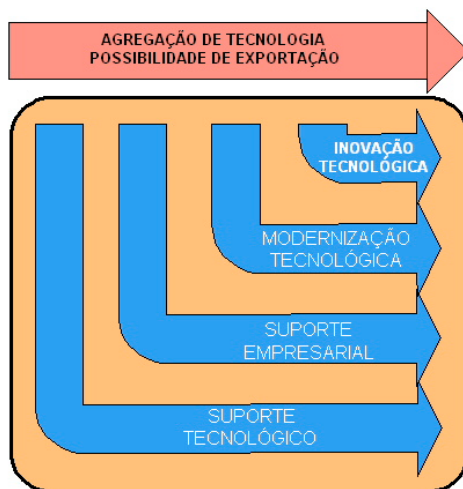 AGREGAÇÃO DE TECNOLOGIA
POSSIBILIDADE DE EXPORTAÇÃO
INOVAÇÃO
TECNOLÓGICA
MODERNIZAÇÃO
TECNOLÓGICA
SUPORTE
EMPRESARIAL
SUPORTE
TECNOLÓGICO